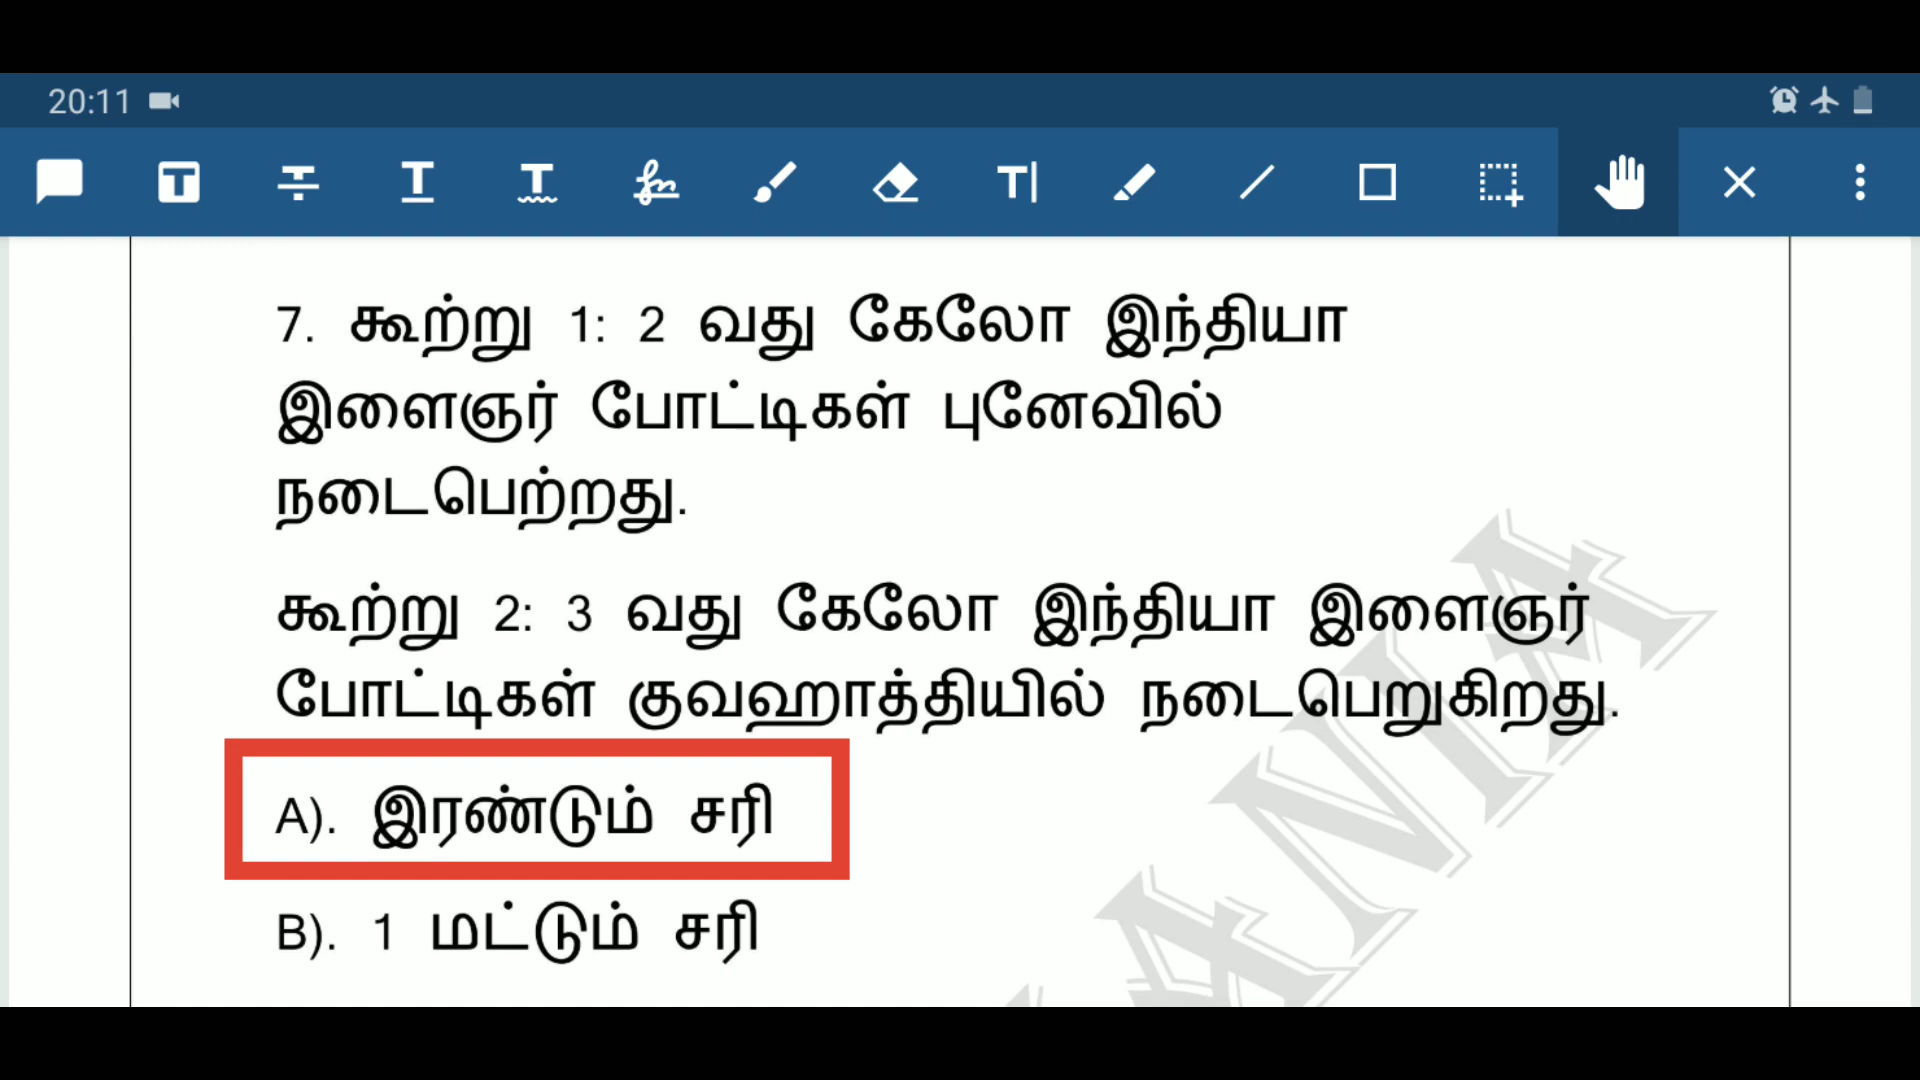 20:11
7. கூற்று 1: 2 வது கேலோ இந்தியா
இளைஞர் போட்டிகள் புனேவில்
நடைபெற்றது.
கூற்று 2: 3 வது கேலோ இந்தியா இளைஞர்
போட்டிகள் குவஹாத்தியில் நடைபெறுகிறது.
A). இரண்டும் சரி
B). 1 மட்டும் சரி